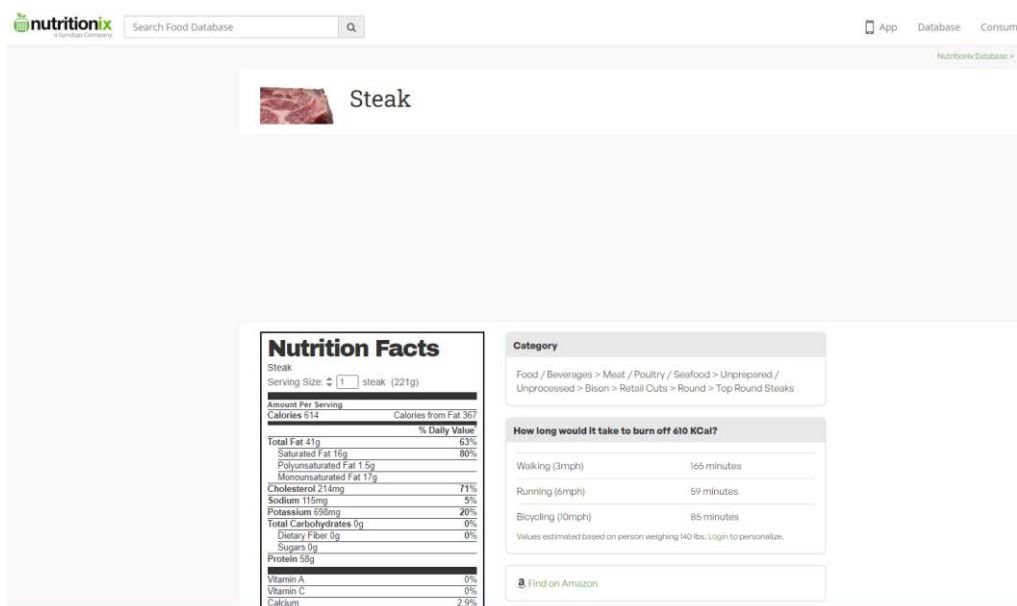 nutritionix
a Syndigo Company
Search Food Database
App Database Consum
Nutritionix Database >
Steak
Nutrition Facts
Steak
Serving Size: 1 steak (221g)
Amount Per Serving
Calories 614 Calories from Fat 367
% Daily Value*
Total Fat 41g 63%
Saturated Fat 16g 80%
Polyunsaturated Fat 1.5g
Monounsaturated Fat 17g
Cholesterol 214mg 71%
Sodium 115mg 5%
Potassium 698mg 20%
Total Carbohydrates 0g 0%
Dietary Fiber 0g 0%
Sugars 0g
Protein 58g
Vitamin A 0%
Vitamin C 0%
Calcium 2.9%
Category
Food / Beverages > Meat / Poultry / Seafood > Unprepared /
Unprocessed > Bison > Retail Cuts > Round > Top Round Steaks
How long would it take to burn off 610 KCal?
Walking (3mph) 165 minutes
Running (6mph) 59 minutes
Bicycling (10mph) 85 minutes
Values estimated based on person weighing 140 lbs. Login to personalize.
a Find on Amazon